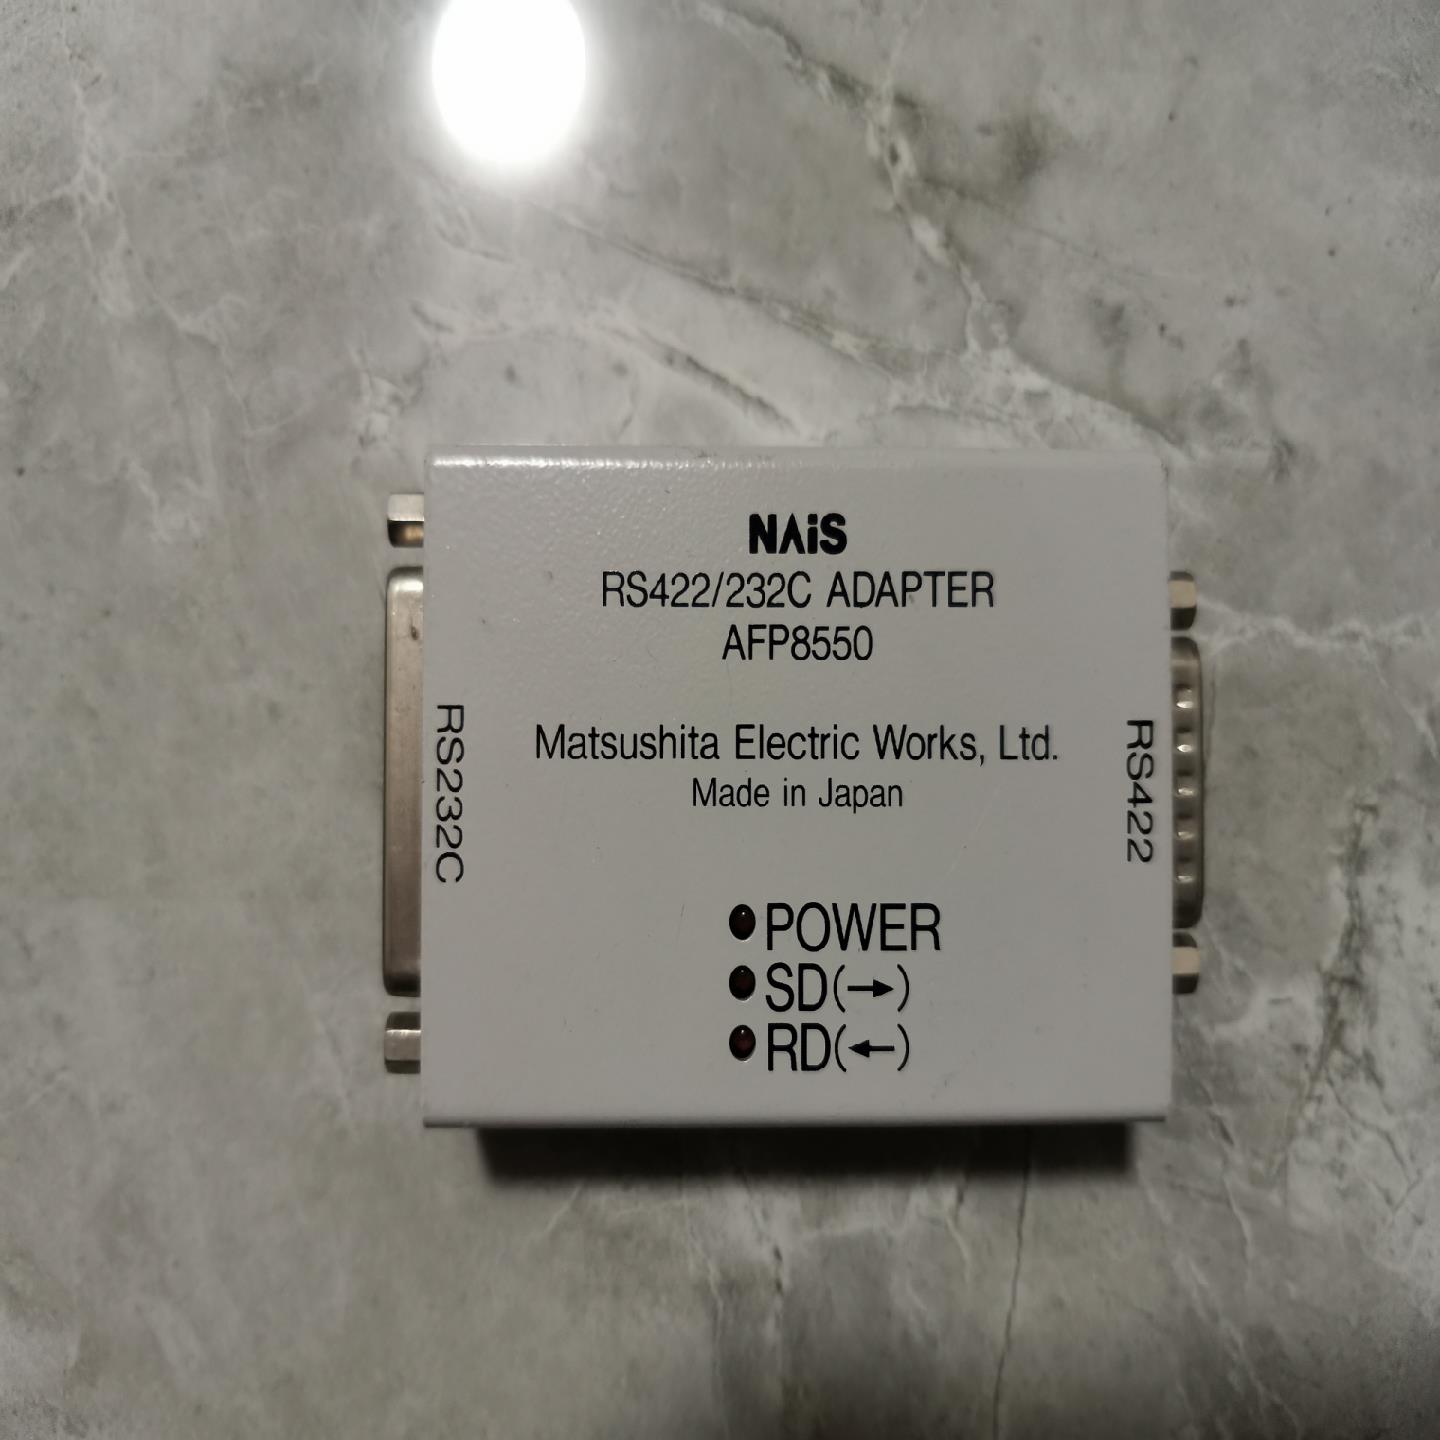 NAiS
RS422/232C ADAPTER
AFP8550
Matsushita Electric Works, Ltd.
Made in Japan
RS232C
RS422
POWER
SD(→)
RD(←)